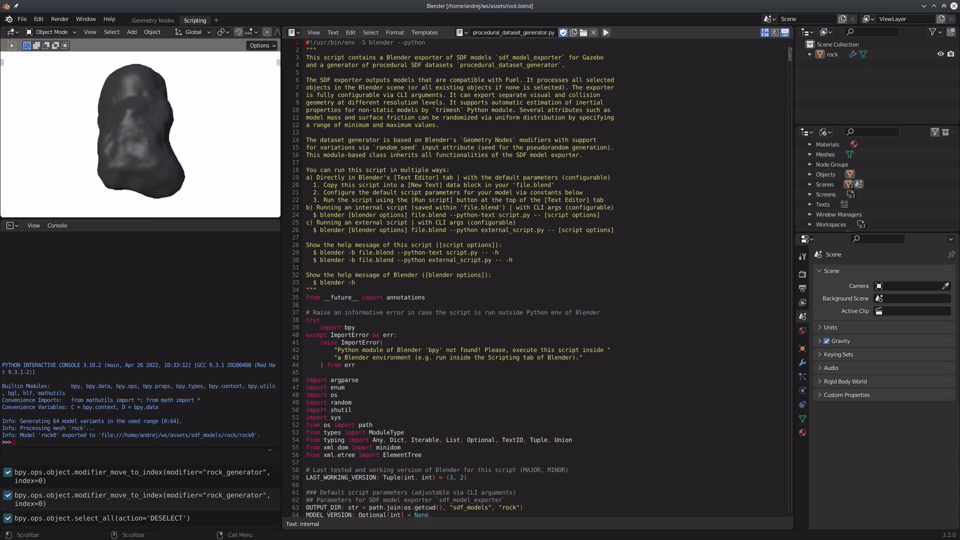 Blender [/home/andrej/ws/assets/rock.blend]
File Edit Render Window Help Geometry Nodes Scripting Scene ViewLayer
Object Mode View Select Add Object Global
Options
View Console
PYTHON INTERACTIVE CONSOLE 3.10.2 (main, Apr 26 2022, 10:33:12) [GCC 9.3.1 20200408 (Red Ha
t 9.3.1-2)]
Builtin Modules: bpy, bpy.data, bpy.ops, bpy.props, bpy.types, bpy.context, bpy.utils
, bgl, blf, mathutils
Convenience Imports: from mathutils import *; from math import *
Convenience Variables: C = bpy.context, D = bpy.data
Info: Generating 64 model variants in the seed range [0:64].
Info: Processing mesh 'rock'...
Info: Model 'rock0' exported to 'file:///home/andrej/ws/assets/sdf_models/rock/rock0'.
>>>
bpy.ops.object.modifier_move_to_index(modifier="rock_generator",
index=0)
bpy.ops.object.modifier_move_to_index(modifier="rock_generator",
index=0)
bpy.ops.object.select_all(action='DESELECT')
View Text Edit Select Format Templates procedural_dataset_generator.py
1 #!/usr/bin/env -S blender --python
2 """
3 This script contains a Blender exporter of SDF models `sdf_model_exporter` for Gazebo
4 and a generator of procedural SDF datasets `procedural_dataset_generator`.
5
6 The SDF exporter outputs models that are compatible with Fuel. It processes all selected
7 objects in the Blender scene (or all existing objects if none is selected). The exporter
8 is fully configurable via CLI arguments. It can export separate visual and collision
9 geometry at different resolution levels. It supports automatic estimation of inertial
10 properties for non-static models by `trimesh` Python module. Several attributes such as
11 model mass and surface friction can be randomized via uniform distribution by specifying
12 a range of minimum and maximum values.
13
14 The dataset generator is based on Blender's `Geometry Nodes` modifiers with support
15 for variations via `random_seed` input attribute (seed for the pseudorandom generation).
16 This module-based class inherits all functionalities of the SDF model exporter.
17
18 You can run this script in multiple ways:
19 a) Directly in Blender's [Text Editor] tab | with the default parameters (configurable)
20 1. Copy this script into a [New Text] data block in your 'file.blend'
21 2. Configure the default script parameters for your model via constants below
22 3. Run the script using the [Run script] button at the top of the [Text Editor] tab
23 b) Running an internal script (saved within 'file.blend') | with CLI args (configurable)
24 $ blender [blender options] file.blend --python-text script.py -- [script options]
25 c) Running an external script | with CLI args (configurable)
26 $ blender [blender options] file.blend --python external_script.py -- [script options]
27
28 Show the help message of this script ([script options]):
29 $ blender -b file.blend --python-text script.py -- -h
30 $ blender -b file.blend --python external_script.py -- -h
31
32 Show the help message of Blender ([blender options]):
33 $ blender -h
34 """
35 from __future__ import annotations
36
37 # Raise an informative error in case the script is run outside Python env of Blender
38 try:
39 import bpy
40 except ImportError as err:
41 raise ImportError(
42 "Python module of Blender 'bpy' not found! Please, execute this script inside "
43 "a Blender environment (e.g. run inside the Scripting tab of Blender)."
44 ) from err
45
46 import argparse
47 import enum
48 import os
49 import random
50 import shutil
51 import sys
52 from os import path
53 from types import ModuleType
54 from typing import Any, Dict, Iterable, List, Optional, TextIO, Tuple, Union
55 from xml.dom import minidom
56 from xml.etree import ElementTree
57
58 # Last tested and working version of Blender for this script (MAJOR, MINOR)
59 LAST_WORKING_VERSION: Tuple(int, int) = (3, 2)
60
61 ### Default script parameters (adjustable via CLI arguments)
62 ## Parameters for SDF model exporter `sdf_model_exporter`
63 OUTPUT_DIR: str = path.join(os.getcwd(), "sdf_models", "rock")
64 MODEL_VERSION: Optional[int] = None
Text: Internal
Scene Collection
rock
Materials
Meshes
Node Groups
Objects
Scenes
Screens
Texts
Window Managers
Workspaces
Scene
Scene
Camera
Background Scene
Active Clip
Units
Gravity
Keying Sets
Audio
Rigid Body World
Custom Properties
Scrollbar Scrollbar Call Menu 3.2.0